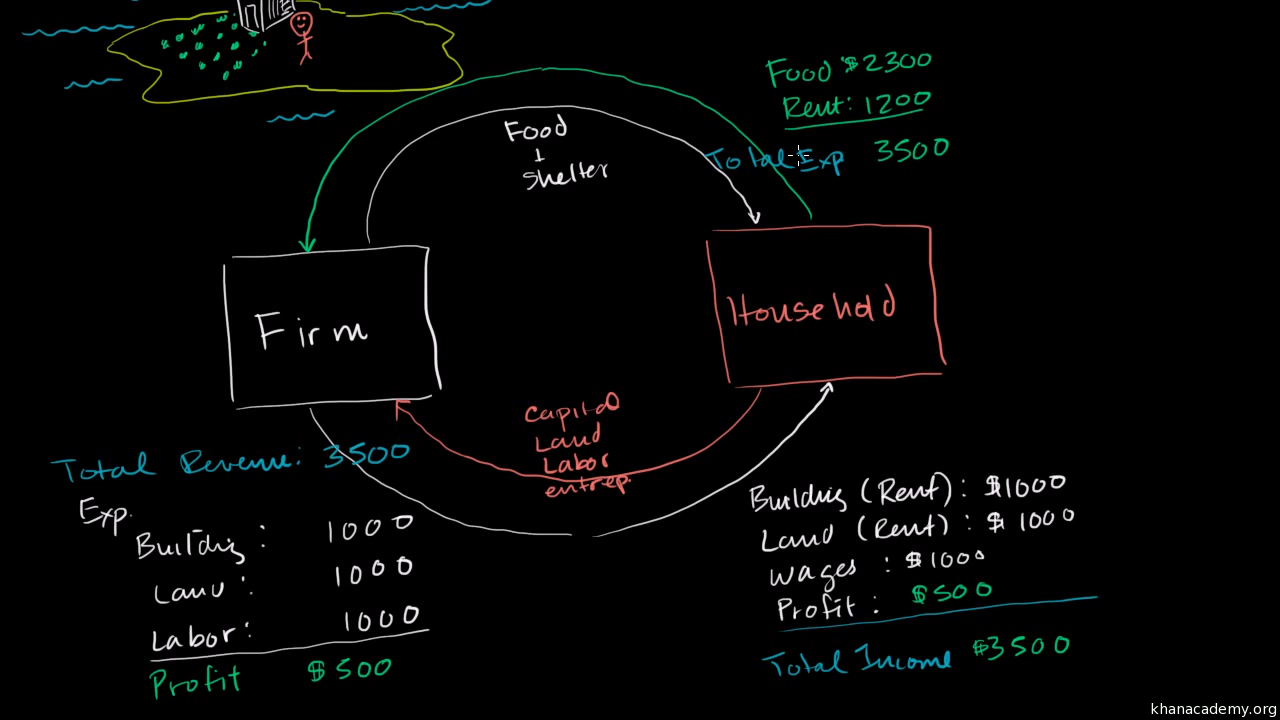 Food $2300
Rent: 1200
Total Exp 3500
Food
+
Shelter
Firm
Household
Capital
Land
Labor
entrep.
Total Revenue: 3500
Exp.
Building: 1000
Land: 1000
Labor: 1000
Profit $500
Building (Rent): $1000
Land (Rent): $1000
Wages: $1000
Profit: $500
Total Income $3500
khanacademy.org